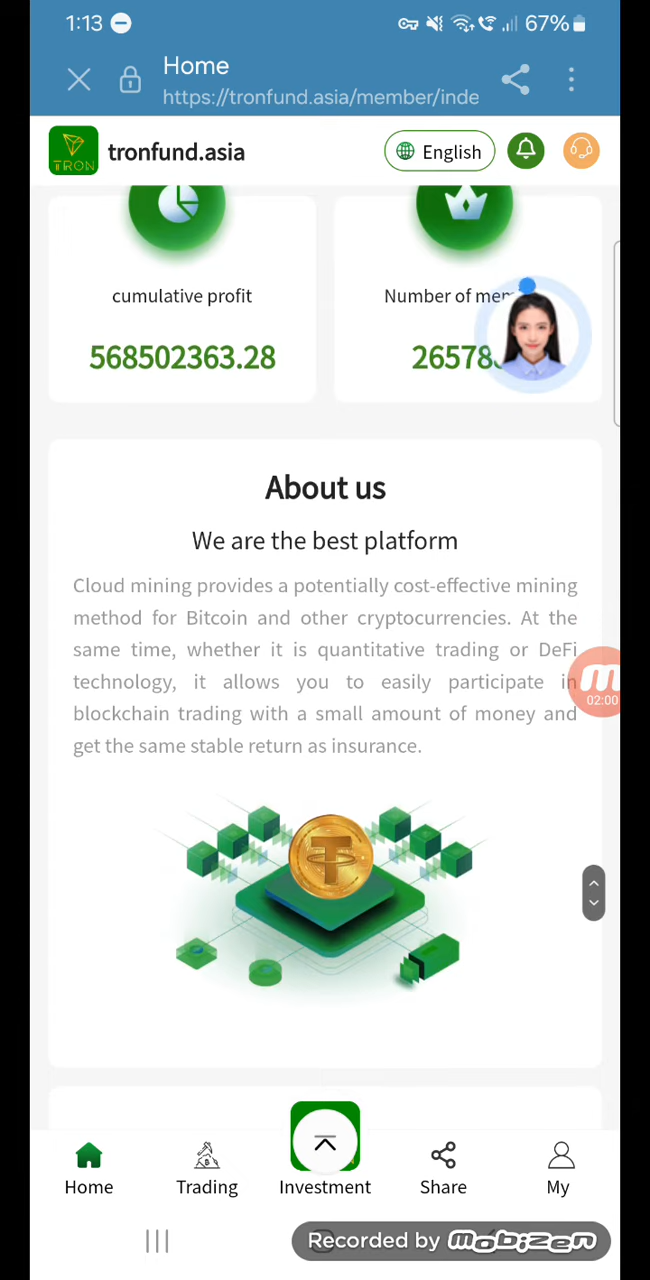 1:13
67%
Home
https://tronfund.asia/member/inde
TRON
tronfund.asia
English
cumulative profit
Number of mem
568502363.28
26578
About us
We are the best platform
Cloud mining provides a potentially cost-effective mining
method for Bitcoin and other cryptocurrencies. At the
same time, whether it is quantitative trading or DeFi
technology, it allows you to easily participate in
blockchain trading with a small amount of money and
get the same stable return as insurance.
02:00
Home
Trading
Investment
Share
My
Recorded by mobizen